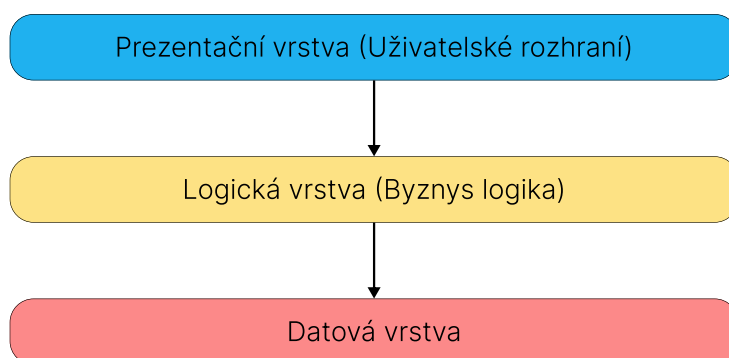 Prezentační vrstva (Uživatelské rozhraní)
Logická vrstva (Byznys logika)
Datová vrstva